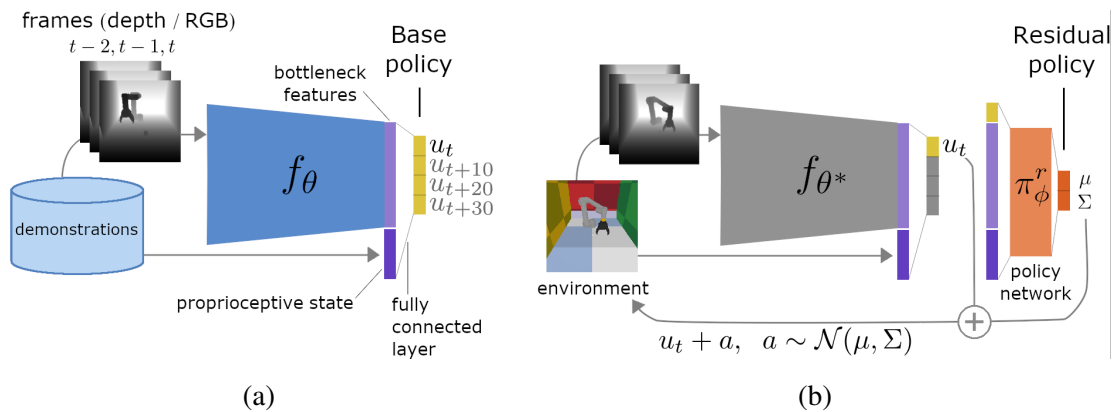 frames (depth / RGB)
t − 2, t − 1, t
Base
policy
bottleneck
features
f_θ
u_t
u_{t+10}
u_{t+20}
u_{t+30}
demonstrations
proprioceptive state
fully
connected
layer
(a)
Residual
policy
f_{θ*}
u_t
π^r_ϕ
μ
Σ
environment
policy
network
+
u_t + a, a ∼ 𝒩(μ, Σ)
(b)